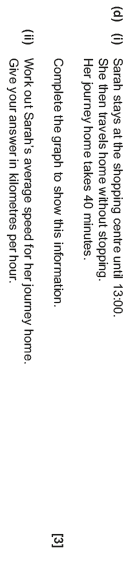 (d) (i) Sarah stays at the shopping centre until 13:00.
She then travels home without stopping.
Her journey home takes 40 minutes.
Complete the graph to show this information.
(ii) Work out Sarah's average speed for her journey home.
Give your answer in kilometres per hour.
[3]